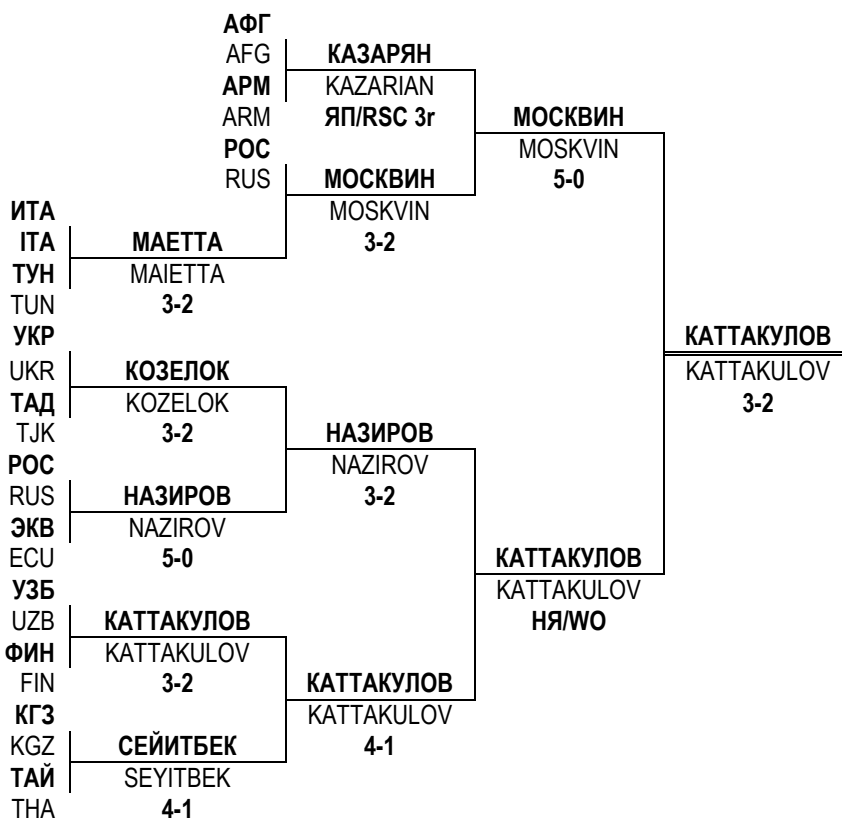 АФГ
AFG
КАЗАРЯН
АРМ
KAZARIAN
ARM
ЯП/RSC 3r
МОСКВИН
РОС
MOSKVIN
RUS
МОСКВИН
5-0
ИТА
MOSKVIN
ITA
МАЕТТА
3-2
ТУН
MAIETTA
TUN
3-2
УКР
КАТТАКУЛОВ
UKR
КОЗЕЛОК
KATTAKULOV
ТАД
KOZELOK
3-2
TJK
3-2
НАЗИРОВ
РОС
NAZIROV
RUS
НАЗИРОВ
3-2
ЭКВ
NAZIROV
ECU
5-0
КАТТАКУЛОВ
УЗБ
KATTAKULOV
UZB
КАТТАКУЛОВ
НЯ/WO
ФИН
KATTAKULOV
FIN
3-2
КАТТАКУЛОВ
КГЗ
KATTAKULOV
KGZ
СЕЙИТБЕК
4-1
ТАЙ
SEYITBEK
THA
4-1